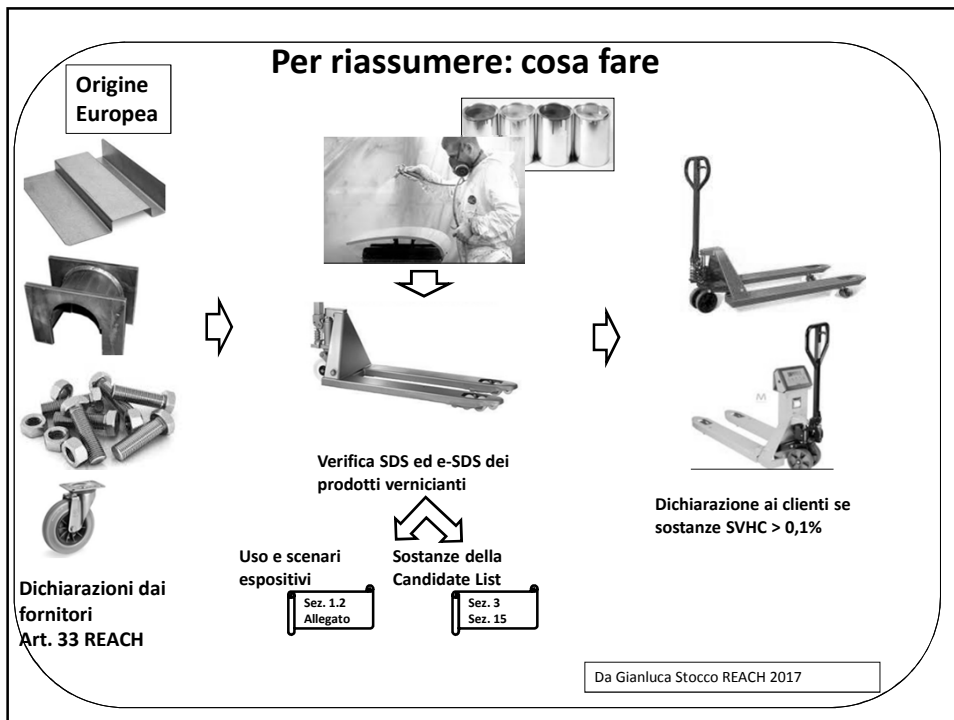 Per riassumere: cosa fare
Origine
Europea
Verifica SDS ed e-SDS dei
prodotti vernicianti
Uso e scenari
espositivi
Sez. 1.2
Allegato
Sostanze della
Candidate List
Sez. 3
Sez. 15
Dichiarazioni dai
fornitori
Art. 33 REACH
Dichiarazione ai clienti se
sostanze SVHC > 0,1%
Da Gianluca Stocco REACH 2017